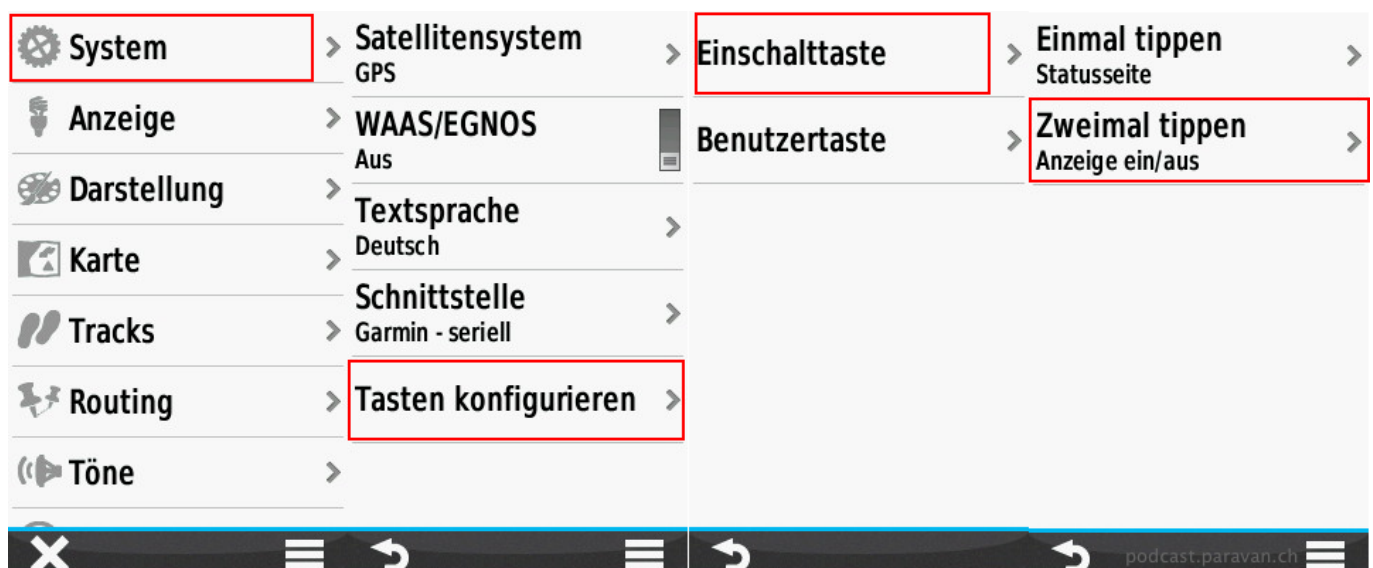 System
Anzeige
Darstellung
Karte
Tracks
Routing
Töne
Satellitensystem
GPS
WAAS/EGNOS
Aus
Textsprache
Deutsch
Schnittstelle
Garmin - seriell
Tasten konfigurieren
Einschalttaste
Benutzertaste
Einmal tippen
Statusseite
Zweimal tippen
Anzeige ein/aus
podcast.paravan.ch